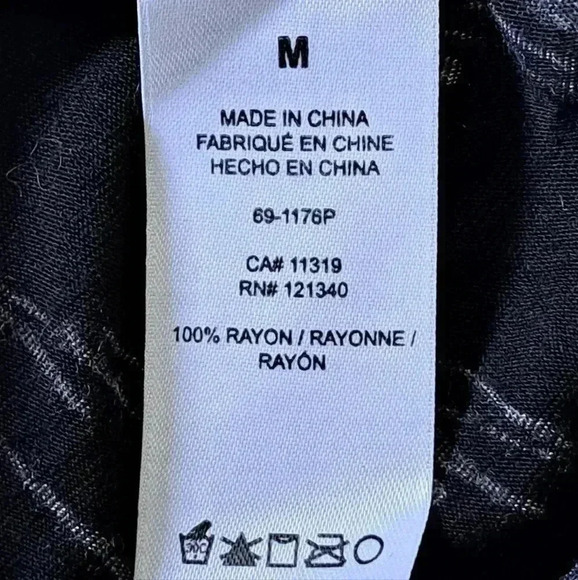 M
MADE IN CHINA
FABRIQUÉ EN CHINE
HECHO EN CHINA
69-1176P
CA# 11319
RN# 121340
100% RAYON / RAYONNE /
RAYÓN